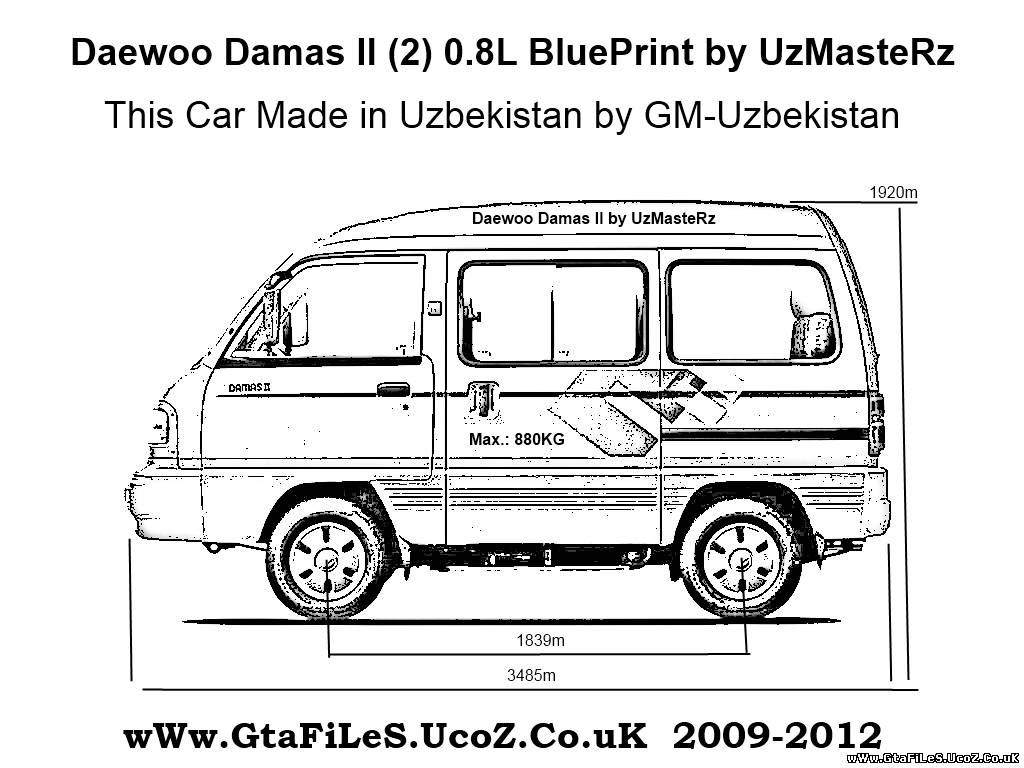 Daewoo Damas II (2) 0.8L BluePrint by UzMasteRz
This Car Made in Uzbekistan by GM-Uzbekistan
1920m
Daewoo Damas II by UzMasteRz
DAMAS II
Max.: 880KG
1839m
3485m
wWw.GtaFiLeS.UcoZ.Co.uK 2009-2012
wWw.GtaFiLeS.UcoZ.Co.uK